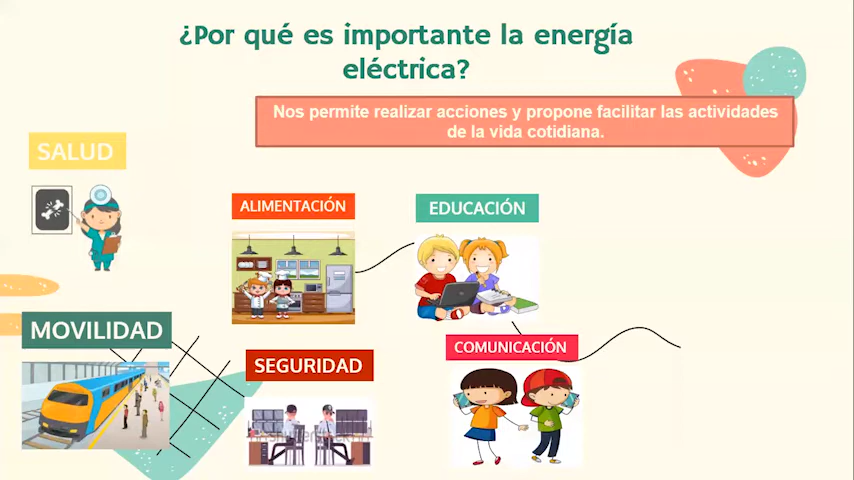 ¿Por qué es importante la energía
eléctrica?
Nos permite realizar acciones y propone facilitar las actividades
de la vida cotidiana.
SALUD
ALIMENTACIÓN
EDUCACIÓN
MOVILIDAD
SEGURIDAD
COMUNICACIÓN